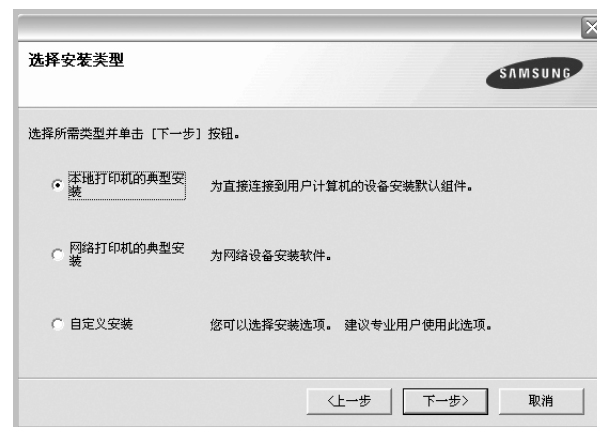 选择安装类型
SAMSUNG
选择所需类型并单击 [下一步] 按钮。
本地打印机的典型安
装
为直接连接到用户计算机的设备安装默认组件。
网络打印机的典型安
装
为网络设备安装软件。
自定义安装
您可以选择安装选项。 建议专业用户使用此选项。
<上一步
下一步>
取消